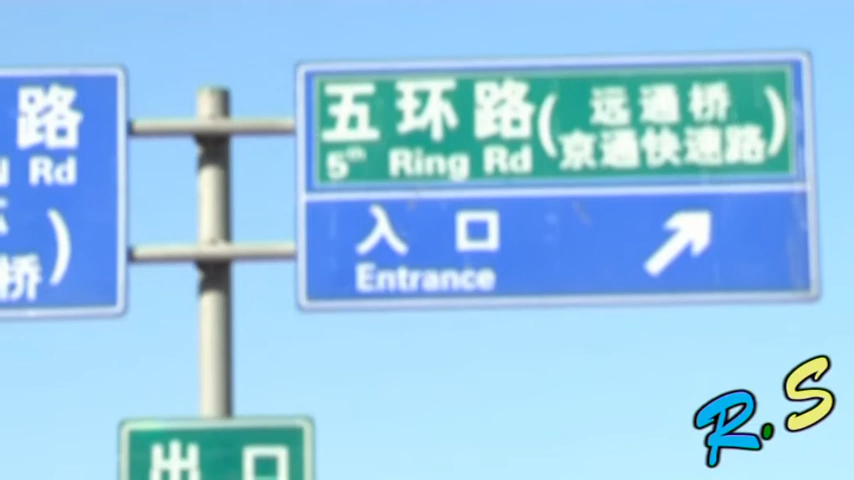 路
Rd
桥)
五环路(远通桥
京通快速路)
5th Ring Rd
入口
Entrance
出口
R.S